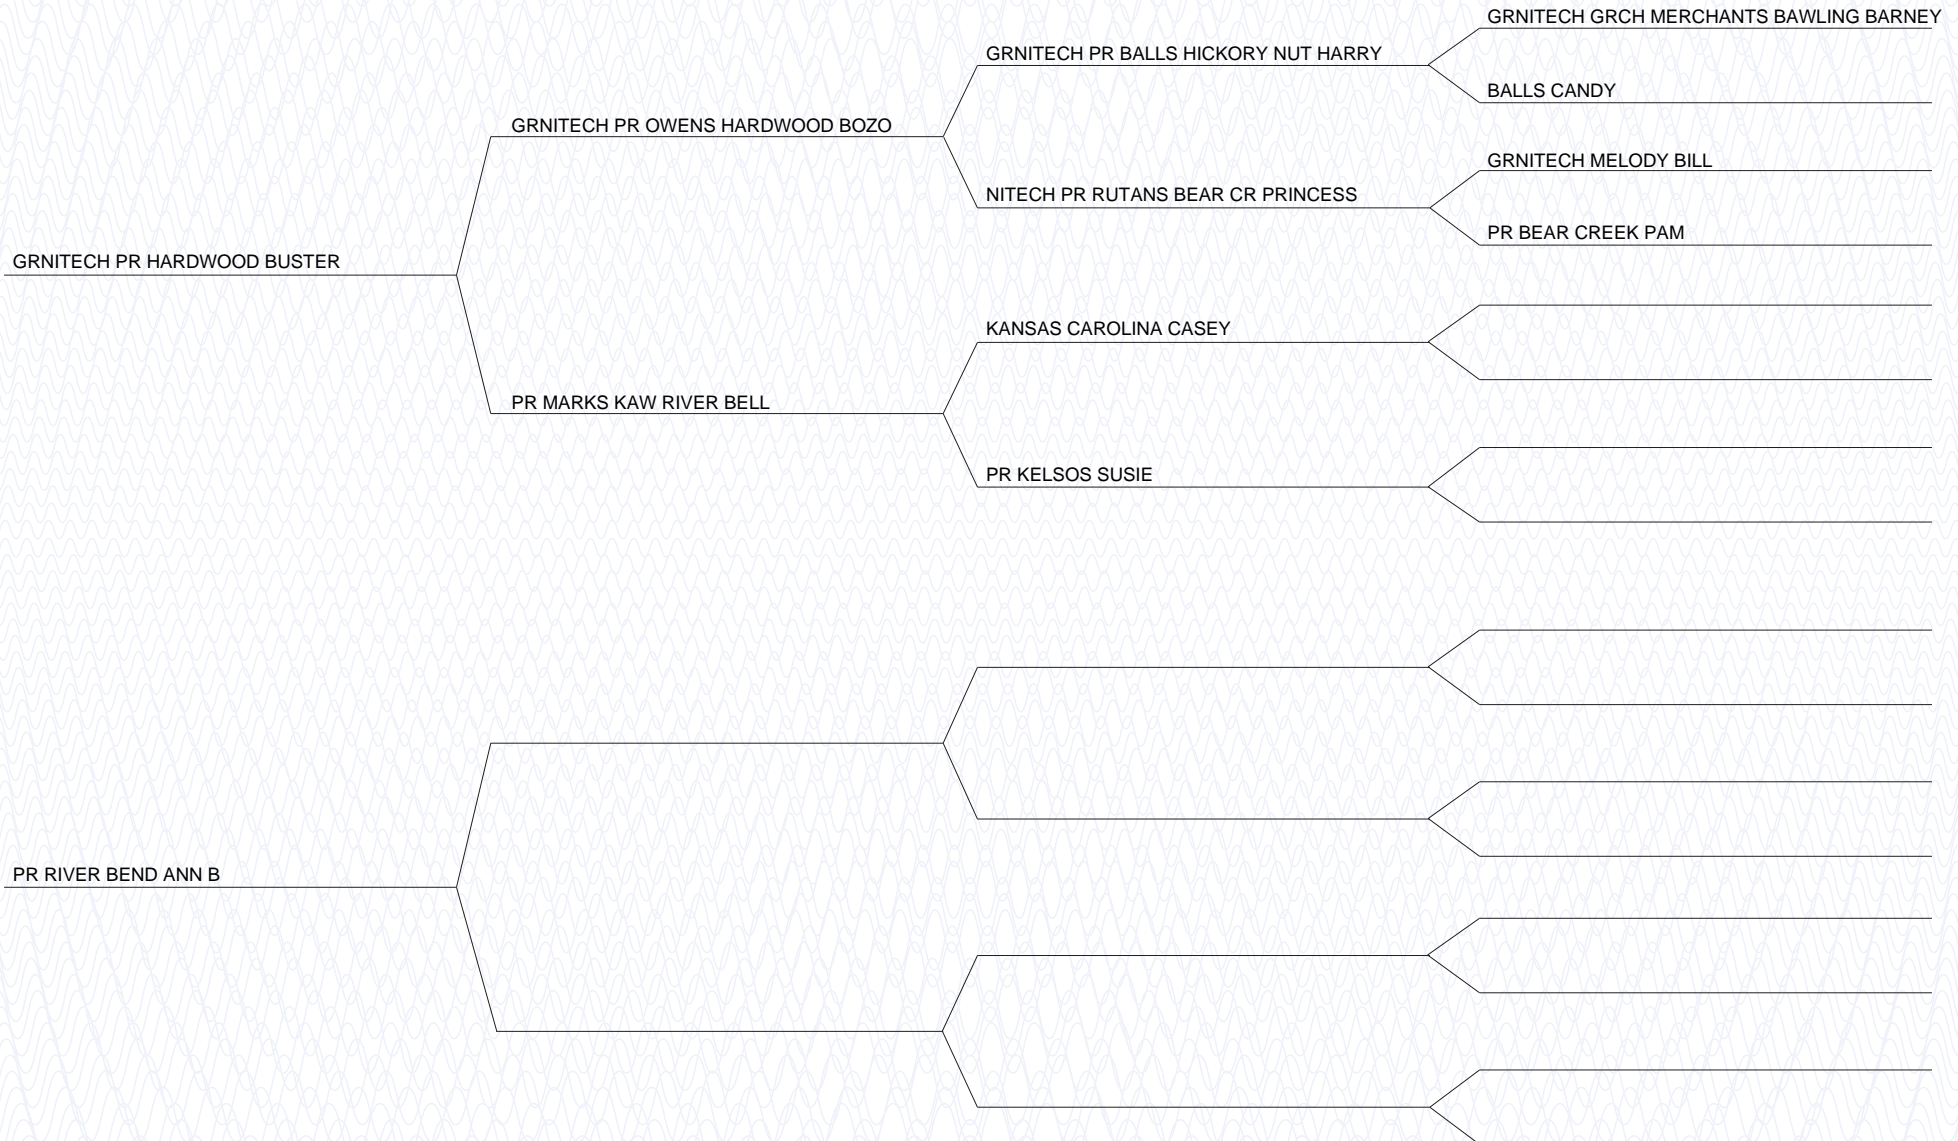 GRNITECH GRCH MERCHANTS BAWLING BARNEY
GRNITECH PR BALLS HICKORY NUT HARRY
BALLS CANDY
GRNITECH PR OWENS HARDWOOD BOZO
GRNITECH MELODY BILL
NITECH PR RUTANS BEAR CR PRINCESS
PR BEAR CREEK PAM
GRNITECH PR HARDWOOD BUSTER
KANSAS CAROLINA CASEY
PR MARKS KAW RIVER BELL
PR KELSOS SUSIE
PR RIVER BEND ANN B